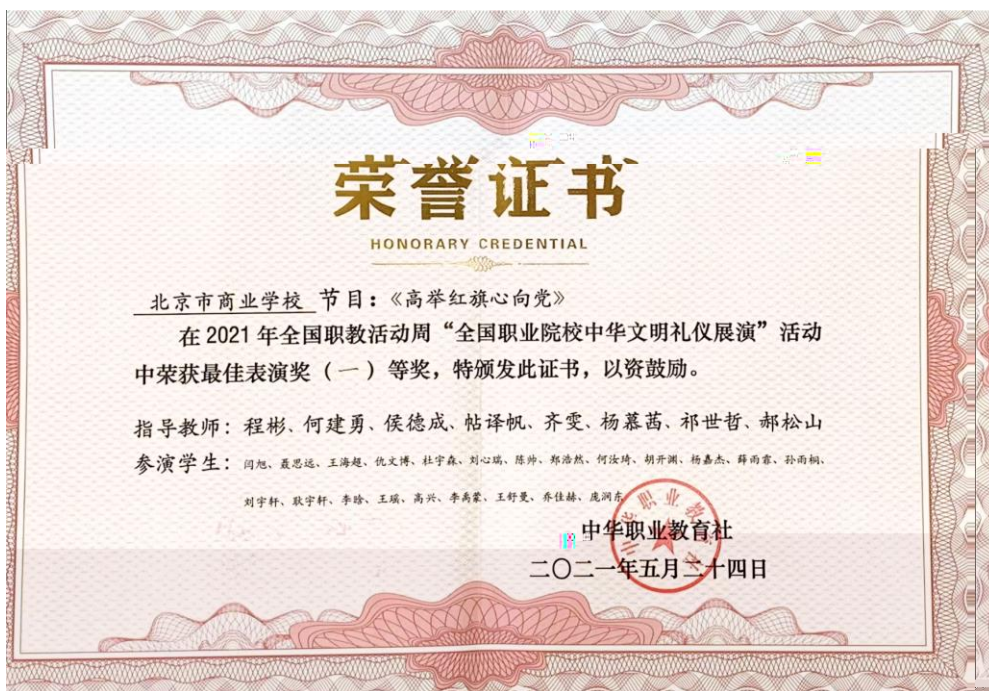 荣誉证书
HONORARY CREDENTIAL
北京市商业学校 节目:《高举红旗心向党》
在2021年全国职教活动周“全国职业院校中华文明礼仪展演”活动
中荣获最佳表演奖(一)等奖,特颁发此证书,以资鼓励。
指导教师:程彬、何建勇、侯德成、帖译帆、齐雯、杨慕茜、祁世哲、郝松山
参演学生:闫旭、聂思远、王海超、仇文博、杜宇森、刘心瑞、陈帅、郑浩然、何汝琦、胡开渊、杨嘉杰、薛雨霏、孙雨桐、
刘宇轩、耿宇轩、李晗、王瑶、高兴、李禹蒙、王舒曼、乔佳赫、庞润东
中华职业教育社
二〇二一年五月二十四日
中华职业教育社